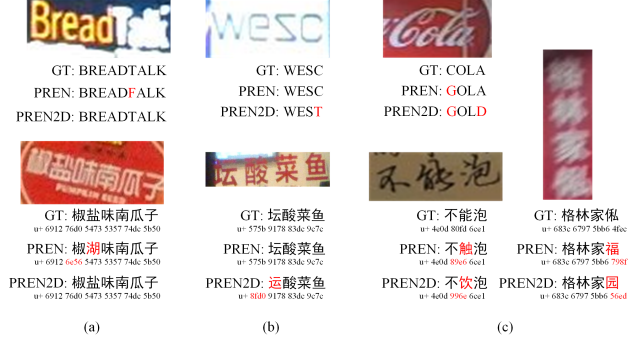 BreadTalk
GT: BREADTALK
PREN: BREADFALK
PREN2D: BREADTALK
wesc
GT: WESC
PREN: WESC
PREN2D: WEST
Cola
GT: COLA
PREN: GOLA
PREN2D: GOLD
椒盐味南瓜子
PUMPKIN SEED
GT: 椒盐味南瓜子
u+ 6912 76d0 5473 5357 74dc 5b50
PREN: 椒湖味南瓜子
u+ 6912 6e56 5473 5357 74dc 5b50
PREN2D: 椒盐味南瓜子
u+ 6912 76d0 5473 5357 74dc 5b50
坛酸菜鱼
GT: 坛酸菜鱼
u+ 575b 9178 83dc 9c7c
PREN: 坛酸菜鱼
u+ 575b 9178 83dc 9c7c
PREN2D: 运酸菜鱼
u+ 8fd0 9178 83dc 9c7c
不能泡
GT: 不能泡
u+ 4e0d 80fd 6ce1
PREN: 不触泡
u+ 4e0d 89e6 6ce1
PREN2D: 不饮泡
u+ 4e0d 996e 6ce1
格林家俬
GT: 格林家俬
u+ 683c 6797 5bb6 4fec
PREN: 格林家福
u+ 683c 6797 5bb6 798f
PREN2D: 格林家园
u+ 683c 6797 5bb6 56ed
(a)
(b)
(c)